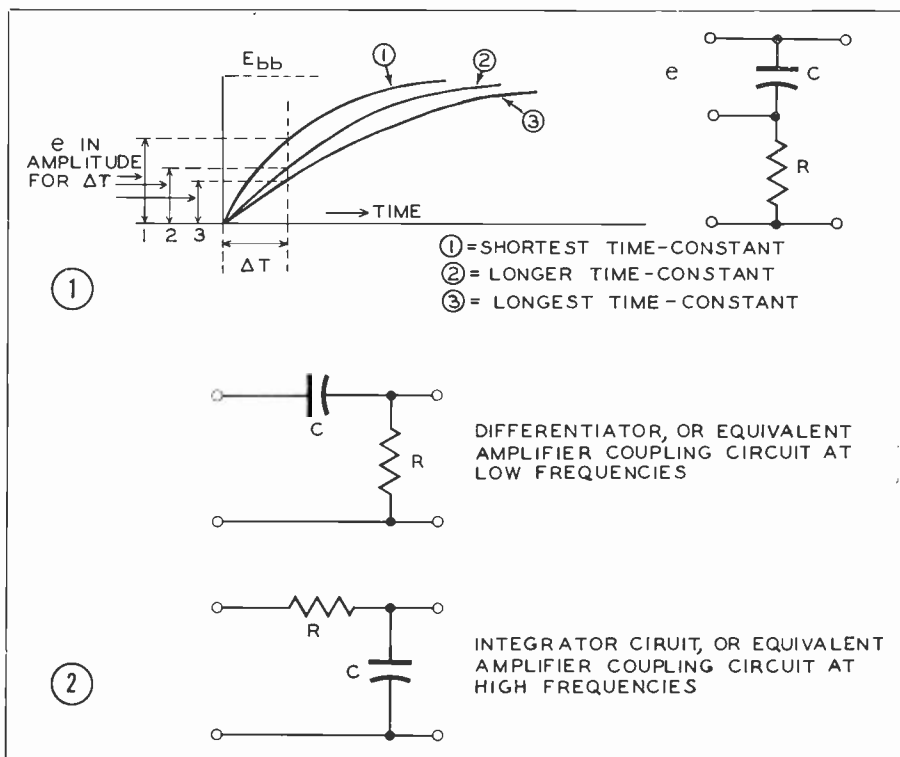 E bb
①
②
③
e IN
AMPLITUDE
FOR ΔT
TIME
1 2 3
ΔT
e
C
R
① = SHORTEST TIME-CONSTANT
② = LONGER TIME-CONSTANT
③ = LONGEST TIME-CONSTANT
①
C
R
DIFFERENTIATOR, OR EQUIVALENT
AMPLIFIER COUPLING CIRCUIT AT
LOW FREQUENCIES
R
C
INTEGRATOR CIRUIT, OR EQUIVALENT
AMPLIFIER COUPLING CIRCUIT AT
HIGH FREQUENCIES
②